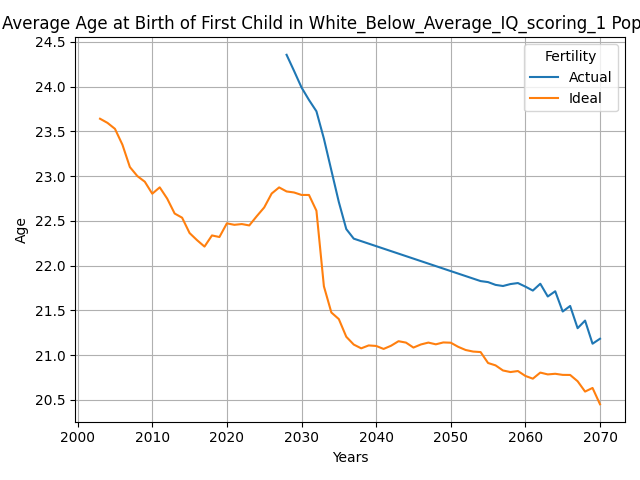 Average Age at Birth of First Child in White_Below_Average_IQ_scoring_1 Pop
24.5
24.0
23.5
23.0
22.5
22.0
21.5
21.0
20.5
Age
Fertility
Actual
Ideal
2000 2010 2020 2030 2040 2050 2060 2070
Years